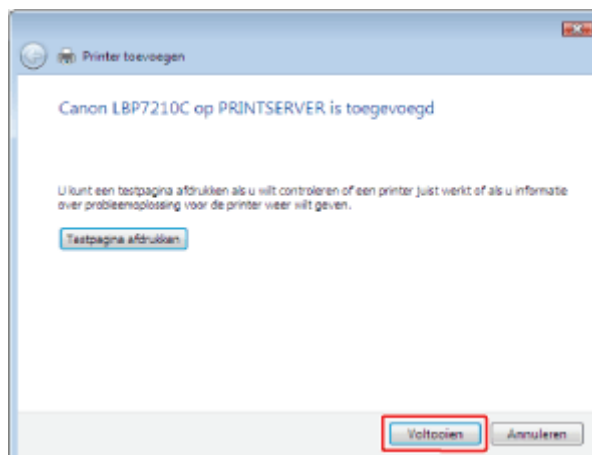 Printer toevoegen
Canon LBP7210C op PRINTSERVER is toegevoegd
U kunt een testpagina afdrukken als u wilt controleren of een printer juist werkt of als u informatie
over probleemoplossing voor de printer weer wilt geven.
Testpagina afdrukken
Voltooien Annuleren